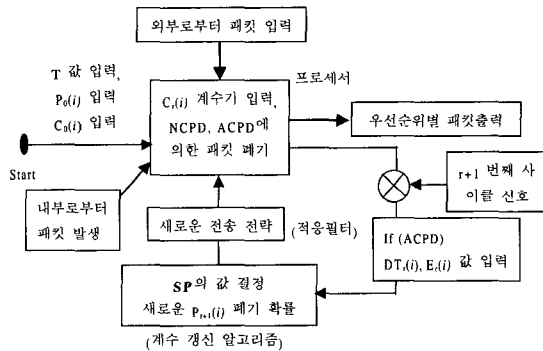 외부로부터 패킷 입력
T 값 입력,
P₀(i) 입력
C₀(i) 입력
Start
프로세서
Cᵣ(i) 계수기 입력,
NCPD, ACPD에
의한 패킷 폐기
우선순위별 패킷출력
내부로부터
패킷 발생
r+1 번째 사
이클 신호
새로운 전송 전략
(적응필터)
If (ACPD)
DTᵣ(i), Eᵣ(i) 값 입력
SP의 값 결정
새로운 Pᵣ₊₁(i) 폐기 확률
(계수 갱신 알고리즘)